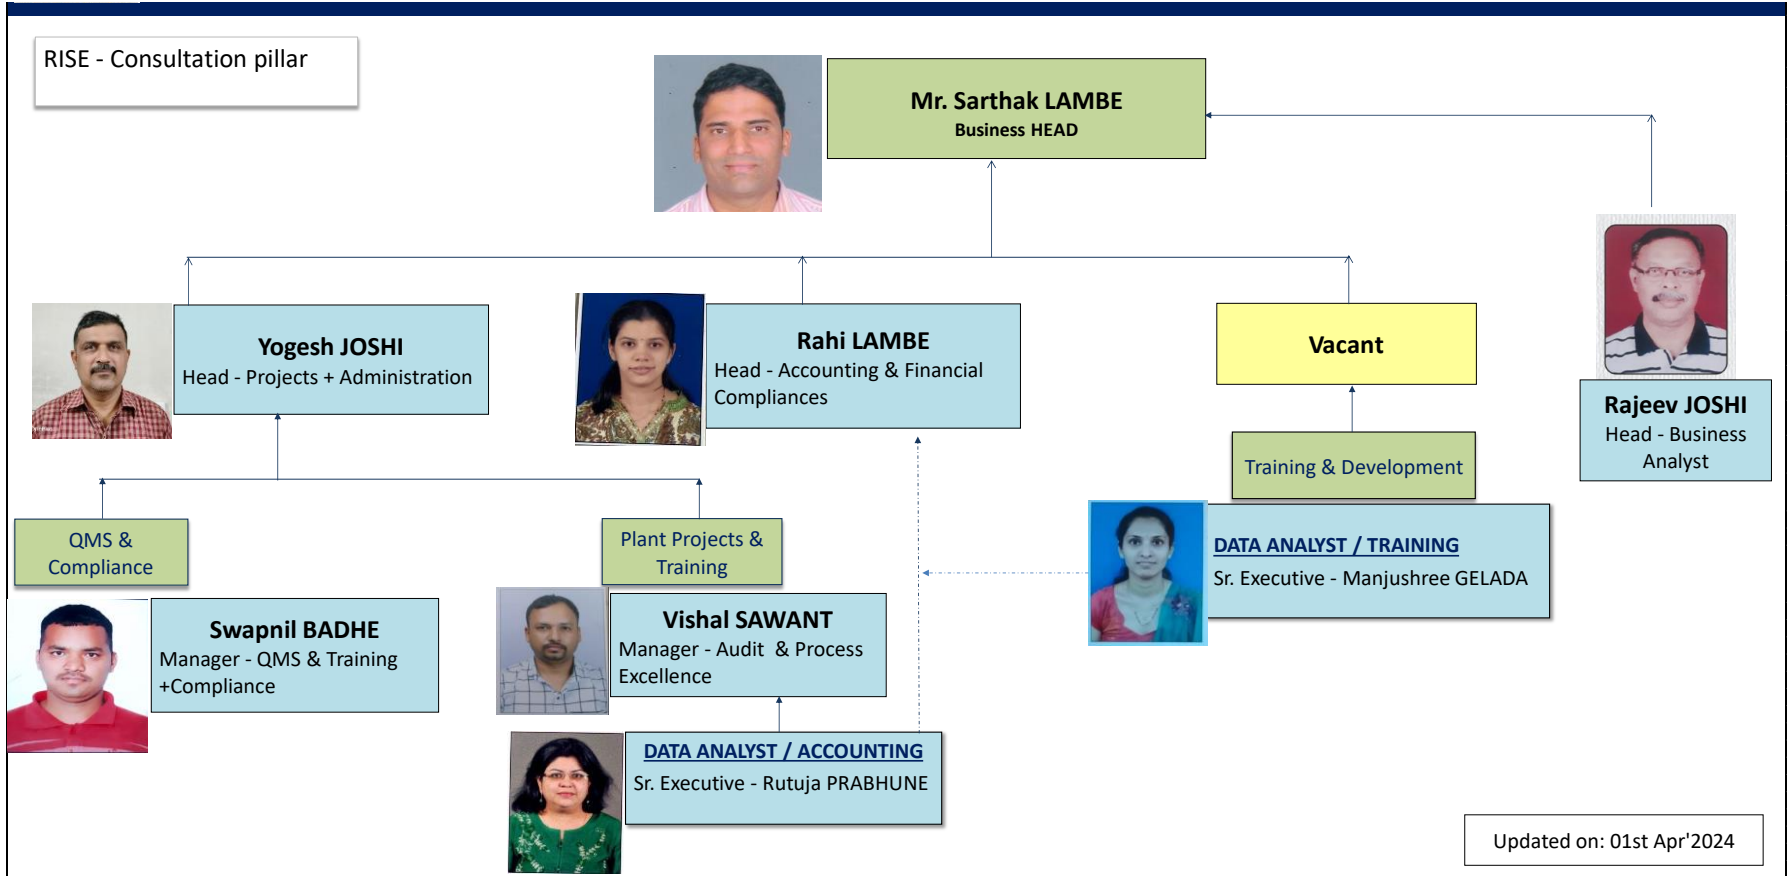 RISE - Consultation pillar
Mr. Sarthak LAMBE
Business HEAD
Yogesh JOSHI
Head - Projects + Administration
Rahi LAMBE
Head - Accounting & Financial
Compliances
Vacant
Rajeev JOSHI
Head - Business
Analyst
Training & Development
QMS &
Compliance
Plant Projects &
Training
DATA ANALYST / TRAINING
Sr. Executive - Manjushree GELADA
Swapnil BADHE
Manager - QMS & Training
+Compliance
Vishal SAWANT
Manager - Audit  & Process
Excellence
DATA ANALYST / ACCOUNTING
Sr. Executive - Rutuja PRABHUNE
Updated on: 01st Apr'2024